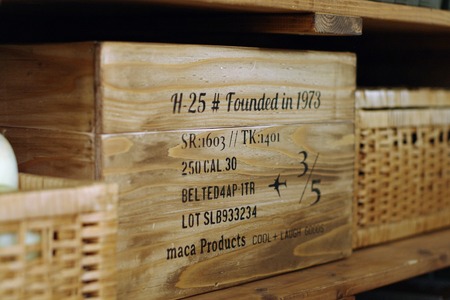 H-25 # Founded in 1973
SR:1603 // TK:1401
250 CAL.30
BELTED4AP 1TR
3/5
LOT SLB933234
maca Products COOL + LAUGH GOODS